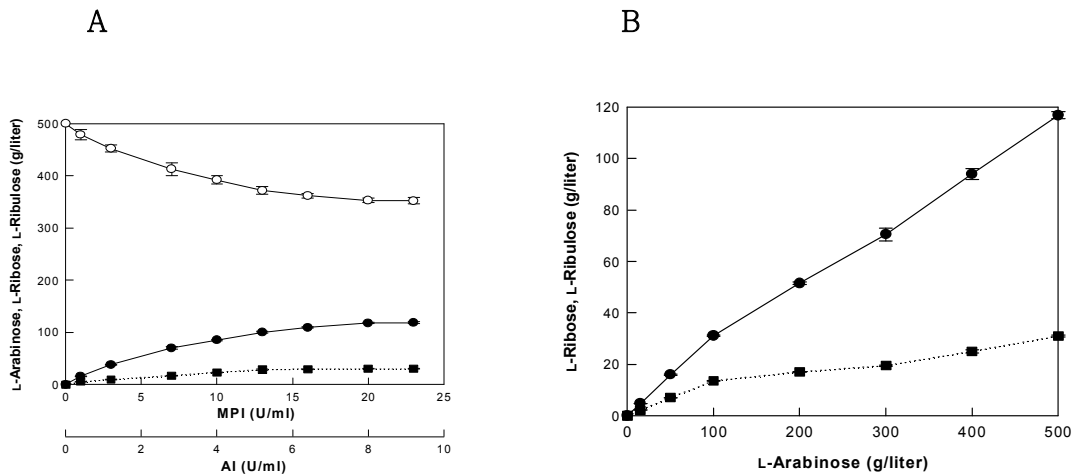 A
L-Arabinose, L-Ribose, L-Ribulose (g/liter)
500
400
300
200
100
0
0 5 10 15 20 25
MPI (U/ml)
0 2 4 6 8 10
AI (U/ml)
B
L-Ribose, L-Ribulose (g/liter)
120
100
80
60
40
20
0
0 100 200 300 400 500
L-Arabinose (g/liter)